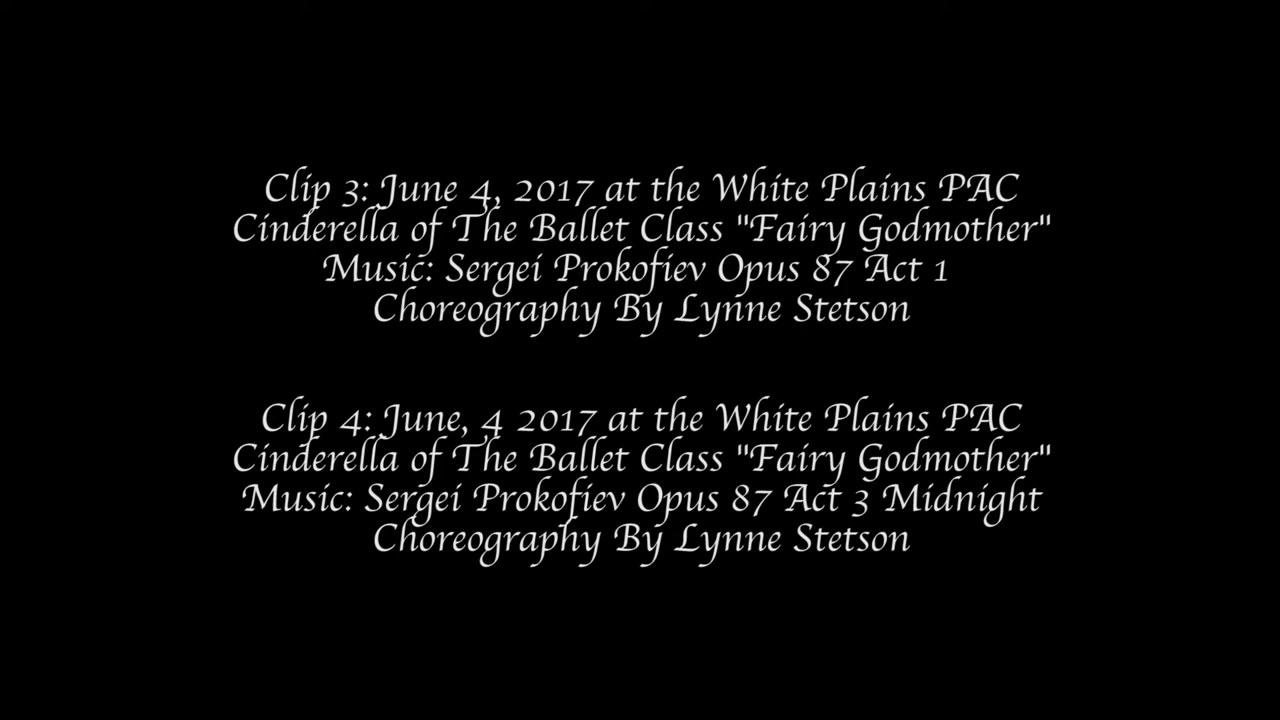 Clip 3: June 4, 2017 at the White Plains PAC
Cinderella of The Ballet Class "Fairy Godmother"
Music: Sergei Prokofiev Opus 87 Act 1
Choreography By Lynne Stetson
Clip 4: June, 4 2017 at the White Plains PAC
Cinderella of The Ballet Class "Fairy Godmother"
Music: Sergei Prokofiev Opus 87 Act 3 Midnight
Choreography By Lynne Stetson